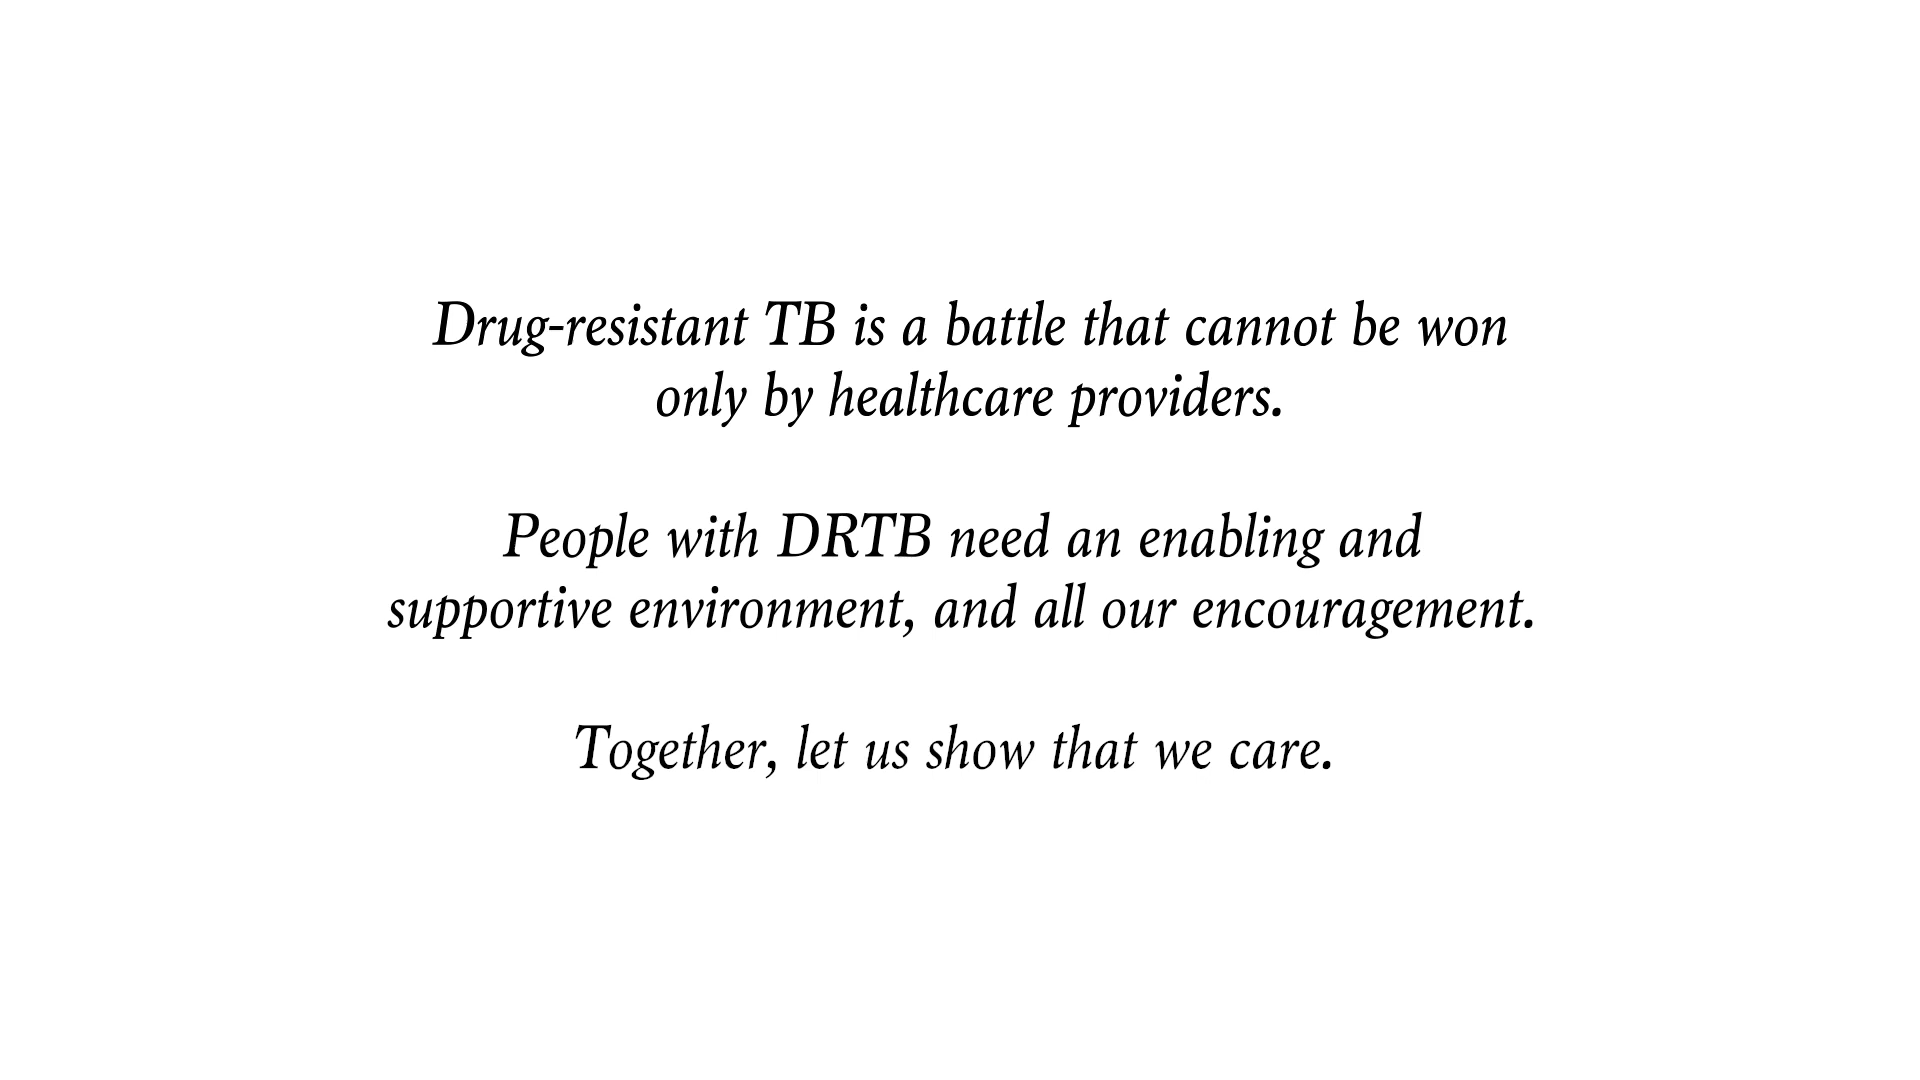 Drug-resistant TB is a battle that cannot be won
only by healthcare providers.
People with DRTB need an enabling and
supportive environment, and all our encouragement.
Together, let us show that we care.